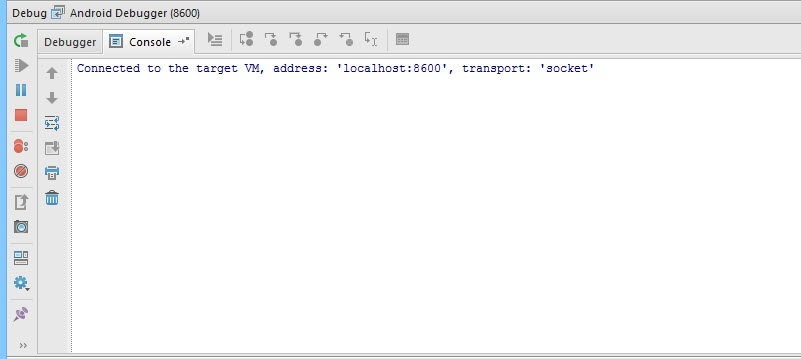 Debug Android Debugger (8600)
Debugger Console
Connected to the target VM, address: 'localhost:8600', transport: 'socket'